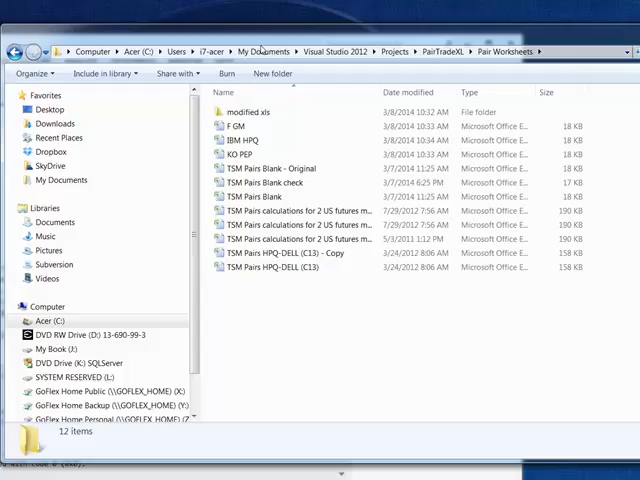 Computer ▸ Acer (C:) ▸ Users ▸ i7-acer ▸ My Documents ▸ Visual Studio 2012 ▸ Projects ▸ PairTradeXL ▸ Pair Worksheets ▸
Organize Include in library Share with Burn New folder
Name Date modified Type Size
Favorites
Desktop
Downloads
Recent Places
Dropbox
SkyDrive
My Documents
Libraries
Documents
Music
Pictures
Subversion
Videos
Computer
Acer (C:)
DVD RW Drive (D:) 13-690-99-3
My Book (J:)
DVD Drive (K:) SQLServer
SYSTEM RESERVED (L:)
GoFlex Home Public (\\GOFLEX_HOME) (X:)
GoFlex Home Backup (\\GOFLEX_HOME) (Y:)
GoFlex Home Personal (\\GOFLEX_HOME) (Z
modified xls 3/8/2014 10:32 AM File folder
F GM 3/8/2014 10:33 AM Microsoft Office E... 18 KB
IBM HPQ 3/8/2014 10:34 AM Microsoft Office E... 18 KB
KO PEP 3/8/2014 10:33 AM Microsoft Office E... 18 KB
TSM Pairs Blank - Original 3/7/2014 11:25 AM Microsoft Office E... 18 KB
TSM Pairs Blank check 3/7/2014 6:25 PM Microsoft Office E... 17 KB
TSM Pairs Blank 3/7/2014 11:25 AM Microsoft Office E... 18 KB
TSM Pairs calculations for 2 US futures m... 7/29/2012 7:56 AM Microsoft Office E... 190 KB
TSM Pairs calculations for 2 US futures m... 7/29/2012 7:56 AM Microsoft Office E... 190 KB
TSM Pairs calculations for 2 US futures m... 5/3/2011 1:12 PM Microsoft Office E... 190 KB
TSM Pairs HPQ-DELL (C13) - Copy 3/24/2012 8:06 AM Microsoft Office E... 158 KB
TSM Pairs HPQ-DELL (C13) 3/24/2012 8:06 AM Microsoft Office E... 158 KB
12 items